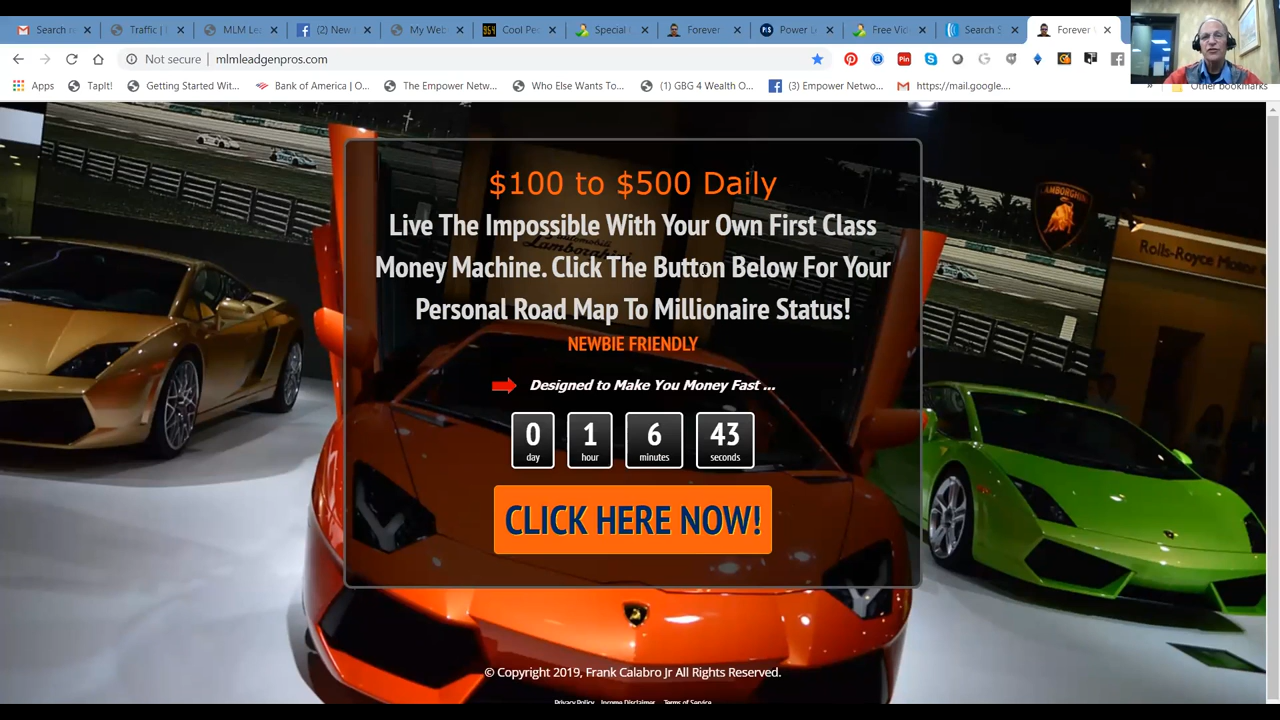 Search re
Traffic |
MLM Lea
(2) New
My Web
Cool Pe
Special
Forever
Power L
Free Vid
Search S
Forever
Not secure
mlmleadgenpros.com
Apps
TapIt!
Getting Started Wit...
Bank of America | O...
The Empower Netw...
Who Else Wants To...
(1) GBG 4 Wealth O...
(3) Empower Netwo...
https://mail.google....
Other bookmarks
LAMBORGHINI
Rolls-Royce Motor
Lamborghini
$100 to $500 Daily
Live The Impossible With Your Own First Class
Money Machine. Click The Button Below For Your
Personal Road Map To Millionaire Status!
NEWBIE FRIENDLY
Designed to Make You Money Fast ...
0 1 6 43
day hour minutes seconds
CLICK HERE NOW!
© Copyright 2019, Frank Calabro Jr All Rights Reserved.
Privacy Policy Income Disclaimer Terms of Service